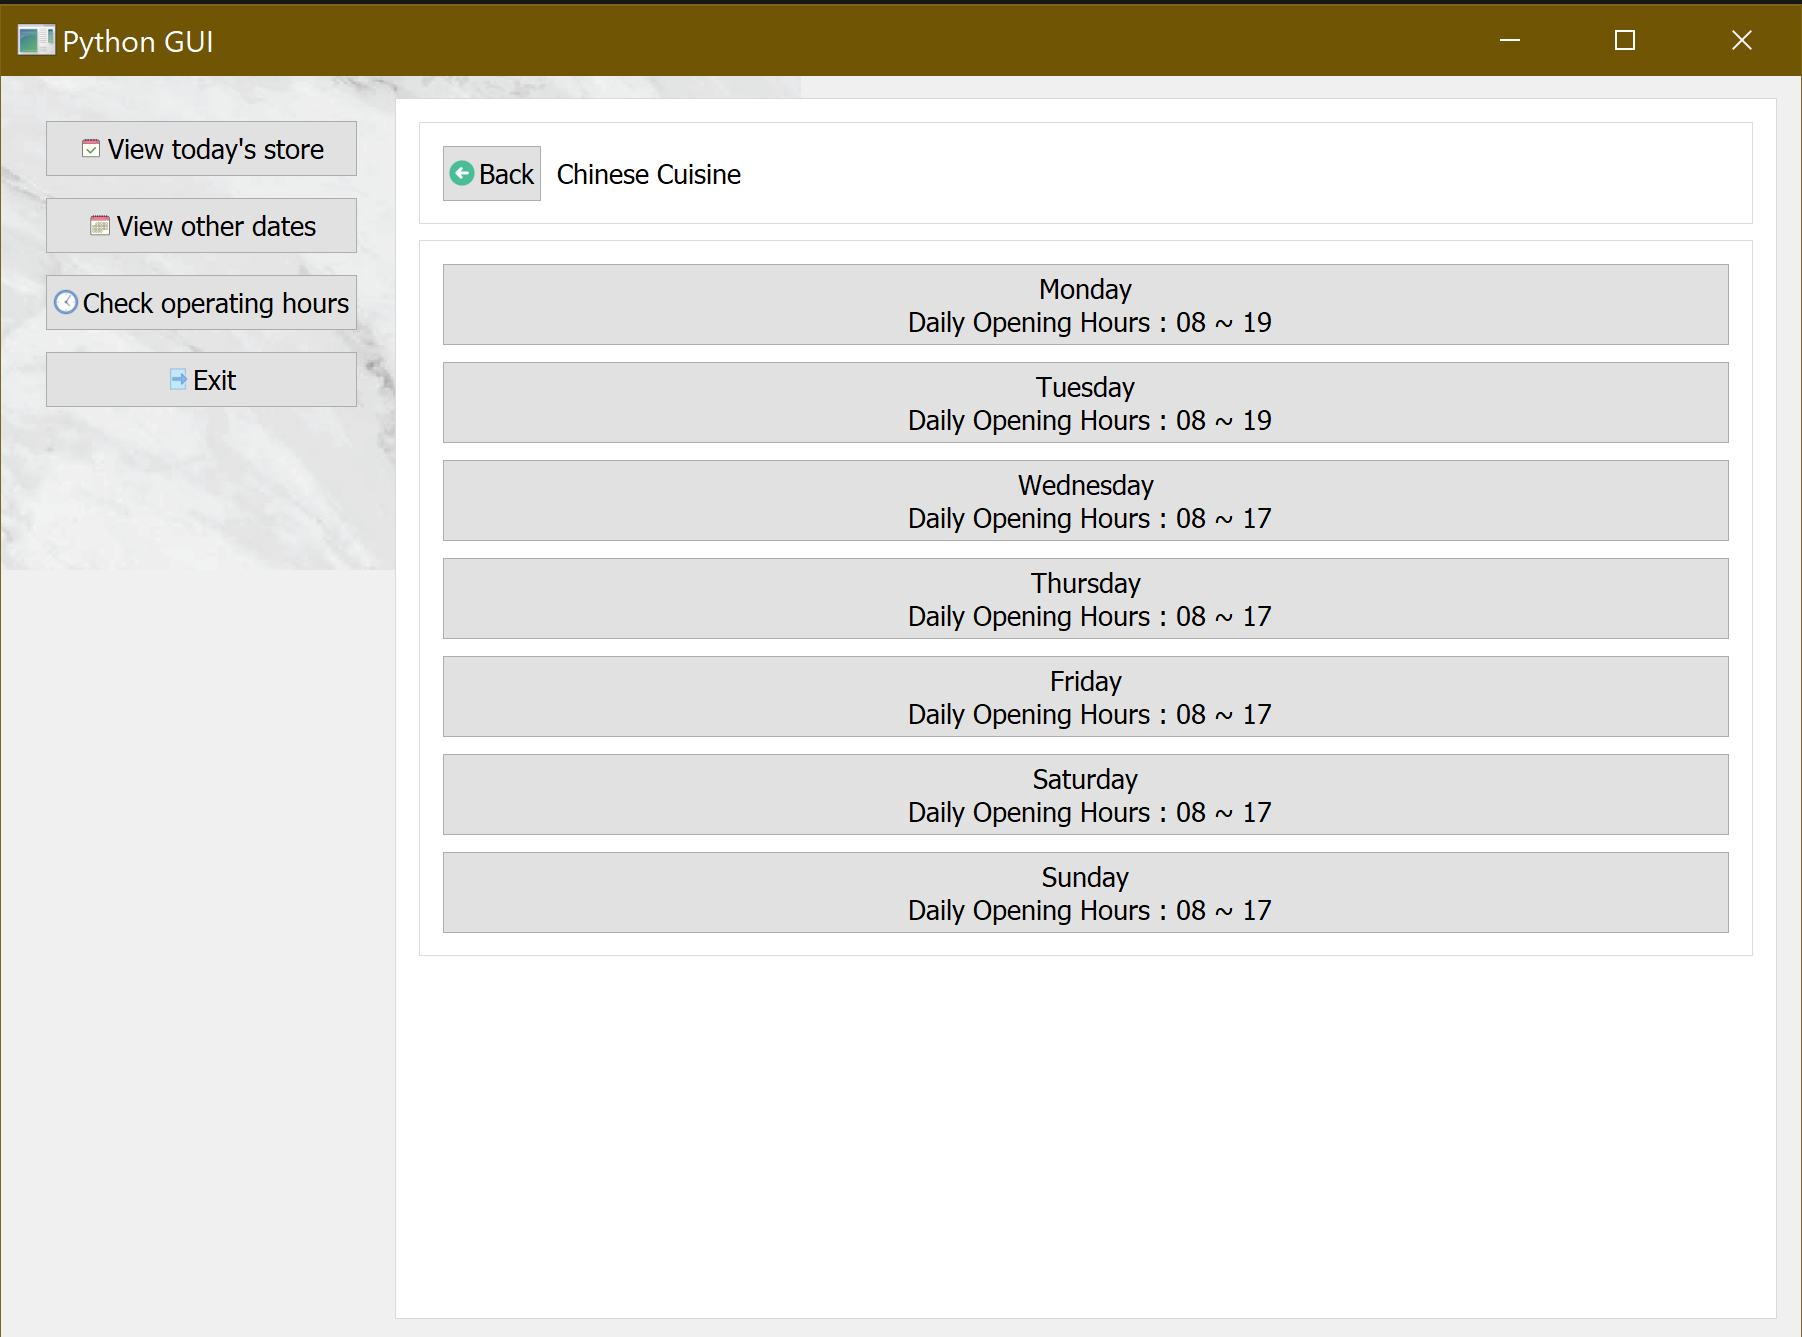 Python GUI
View today's store
View other dates
Check operating hours
Exit
Back
Chinese Cuisine
Monday
Daily Opening Hours : 08 ~ 19
Tuesday
Daily Opening Hours : 08 ~ 19
Wednesday
Daily Opening Hours : 08 ~ 17
Thursday
Daily Opening Hours : 08 ~ 17
Friday
Daily Opening Hours : 08 ~ 17
Saturday
Daily Opening Hours : 08 ~ 17
Sunday
Daily Opening Hours : 08 ~ 17